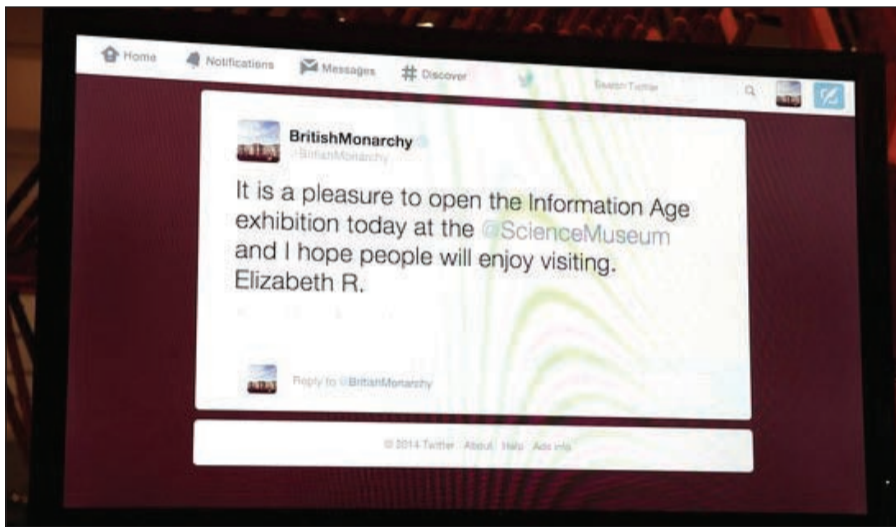 Home Notifications Messages # Discover Search Twitter
BritishMonarchy
@BritishMonarchy
It is a pleasure to open the Information Age
exhibition today at the @ScienceMuseum
and I hope people will enjoy visiting.
Elizabeth R.
Reply to @BritishMonarchy
© 2014 Twitter About Help Ads info